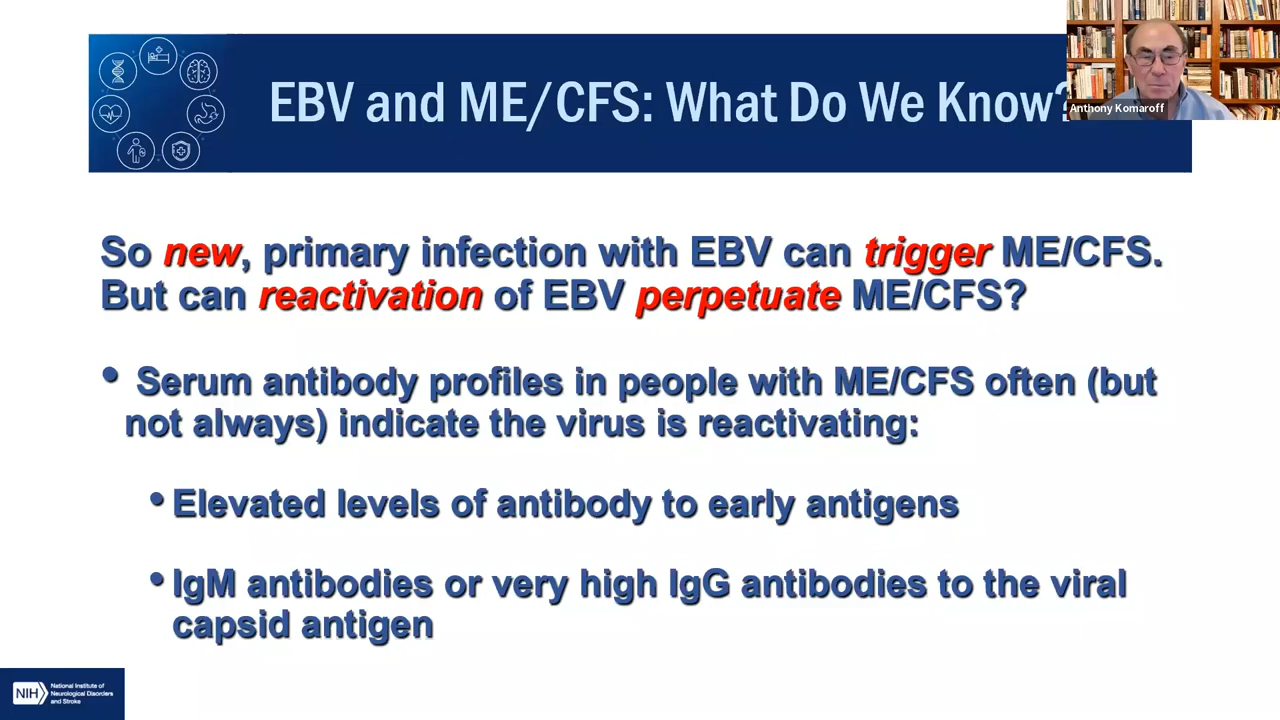 EBV and ME/CFS: What Do We Know?
Anthony Komaroff
So new, primary infection with EBV can trigger ME/CFS.
But can reactivation of EBV perpetuate ME/CFS?
• Serum antibody profiles in people with ME/CFS often (but
not always) indicate the virus is reactivating:
• Elevated levels of antibody to early antigens
• IgM antibodies or very high IgG antibodies to the viral
capsid antigen
NIH
National Institute of
Neurological Disorders
and Stroke